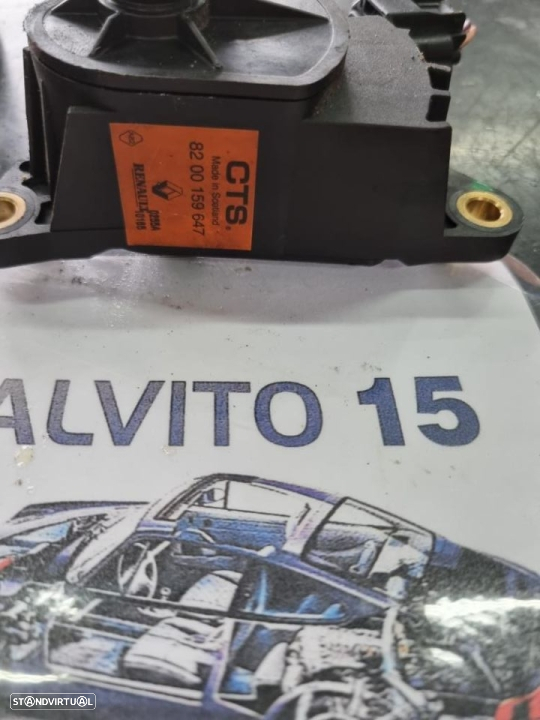 CTS.
Made in Scotland
82 00 159 647
RENAULT
ALVITO 15
STANDVIRTUAL